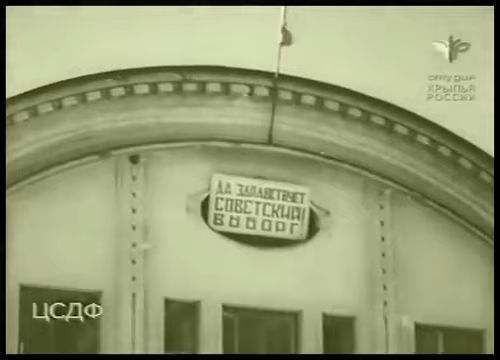 студия
КРЫЛЬЯ
РОССИИ
ДА ЗДРАВСТВУЕТ
СОВЕТСКИЙ
ВЫБОРГ
ЦСДФ